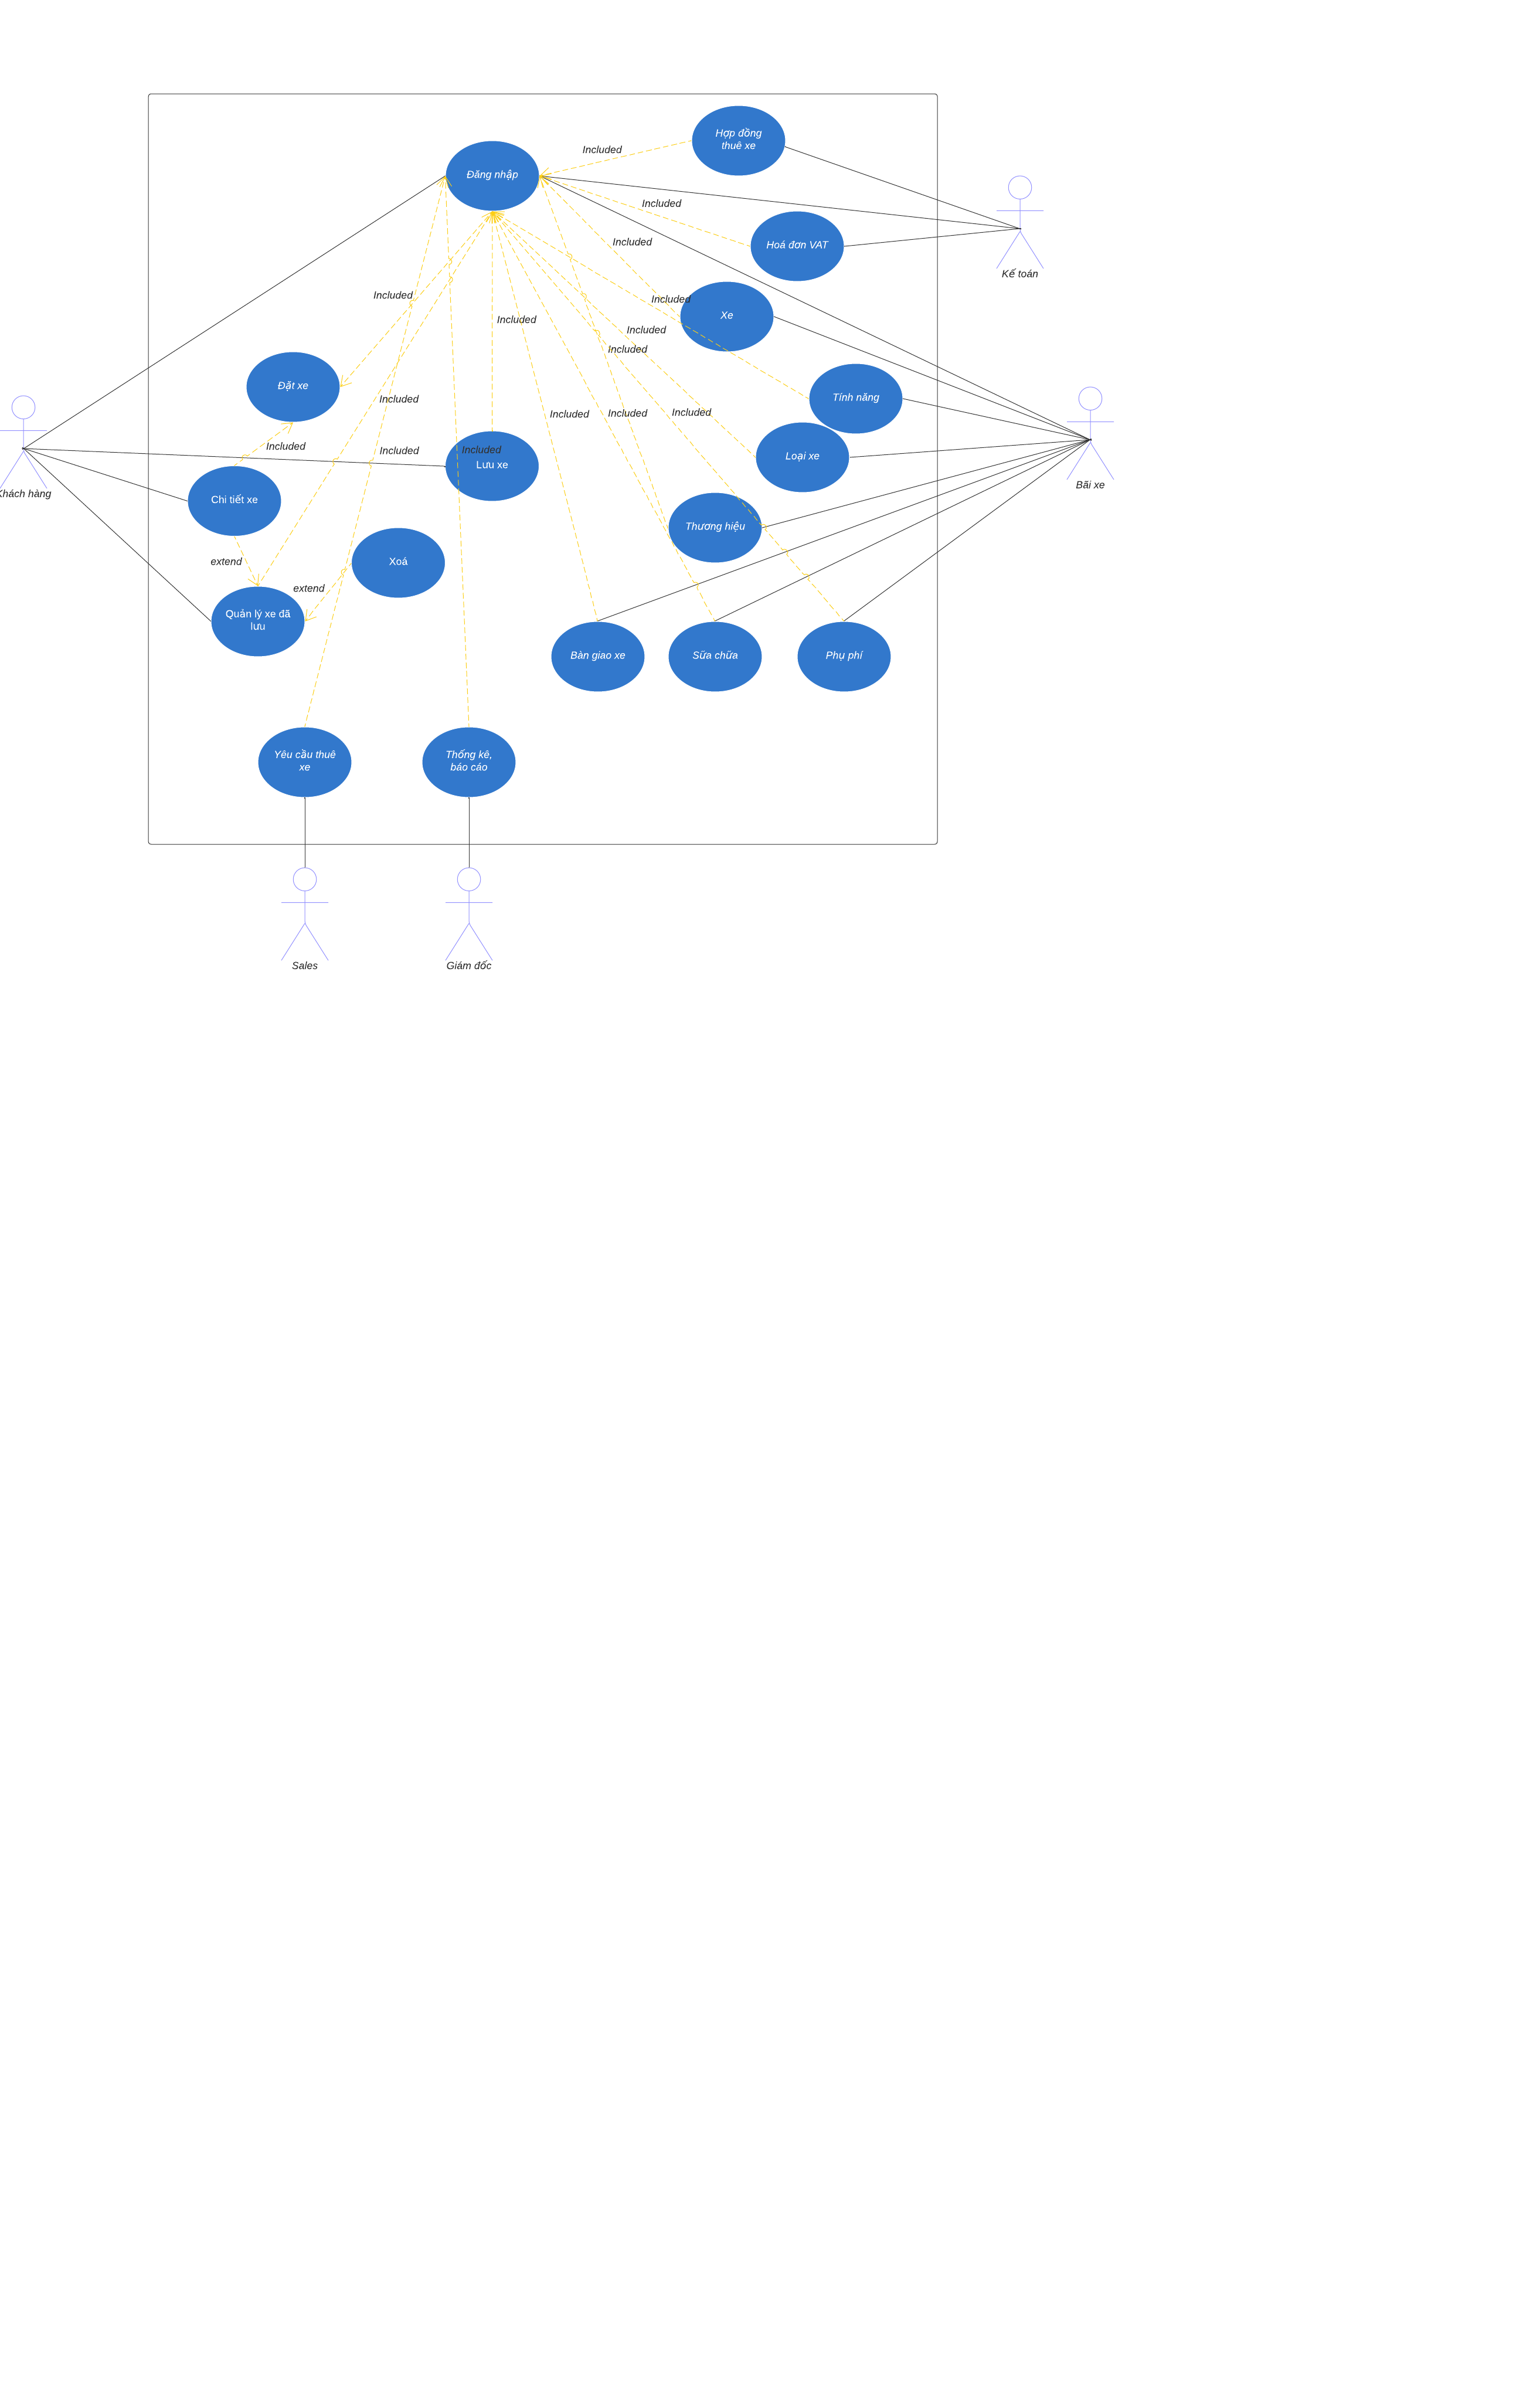 Hợp đồng
thuê xe
Included
Đăng nhập
Included
Included
Hoá đơn VAT
Kế toán
Included
Included
Xe
Included
Included
Included
Đặt xe
Tính năng
Included
Included
Included
Included
Included
Included
Included
Lưu xe
Loại xe
Bãi xe
Khách hàng
Chi tiết xe
Thương hiệu
extend
Xoá
extend
Quản lý xe đã
lưu
Bàn giao xe
Sữa chữa
Phụ phí
Yêu cầu thuê
xe
Thống kê,
báo cáo
Sales
Giám đốc